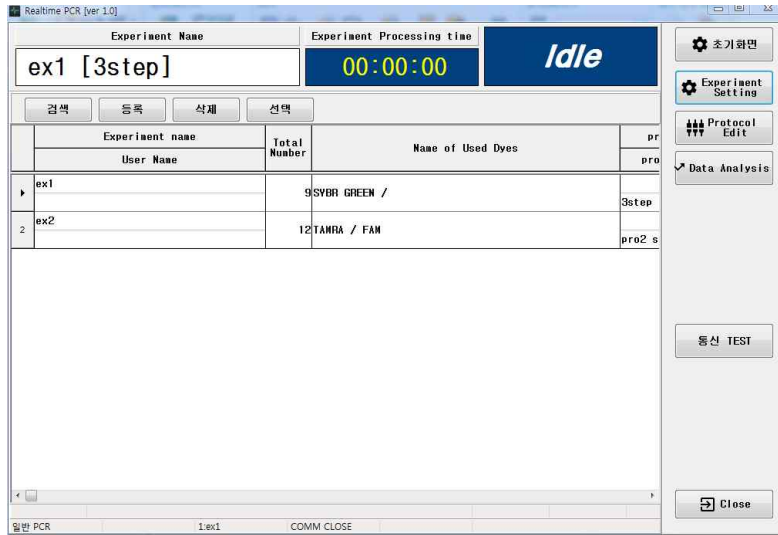 Realtime PCR [ver 1.0]
Experiment Name
Experiment Processing time
ex1 [3step]
00:00:00
Idle
초기화면
Experiment
Setting
Protocol
Edit
Data Analysis
검색
등록
삭제
선택
Experiment name
Total
Number
Name of Used Dyes
pr
User Name
pro
ex1
9
SYBR GREEN /
3step
2
ex2
12
TAMRA / FAM
pro2 s
통신 TEST
Close
일반 PCR
1:ex1
COMM CLOSE